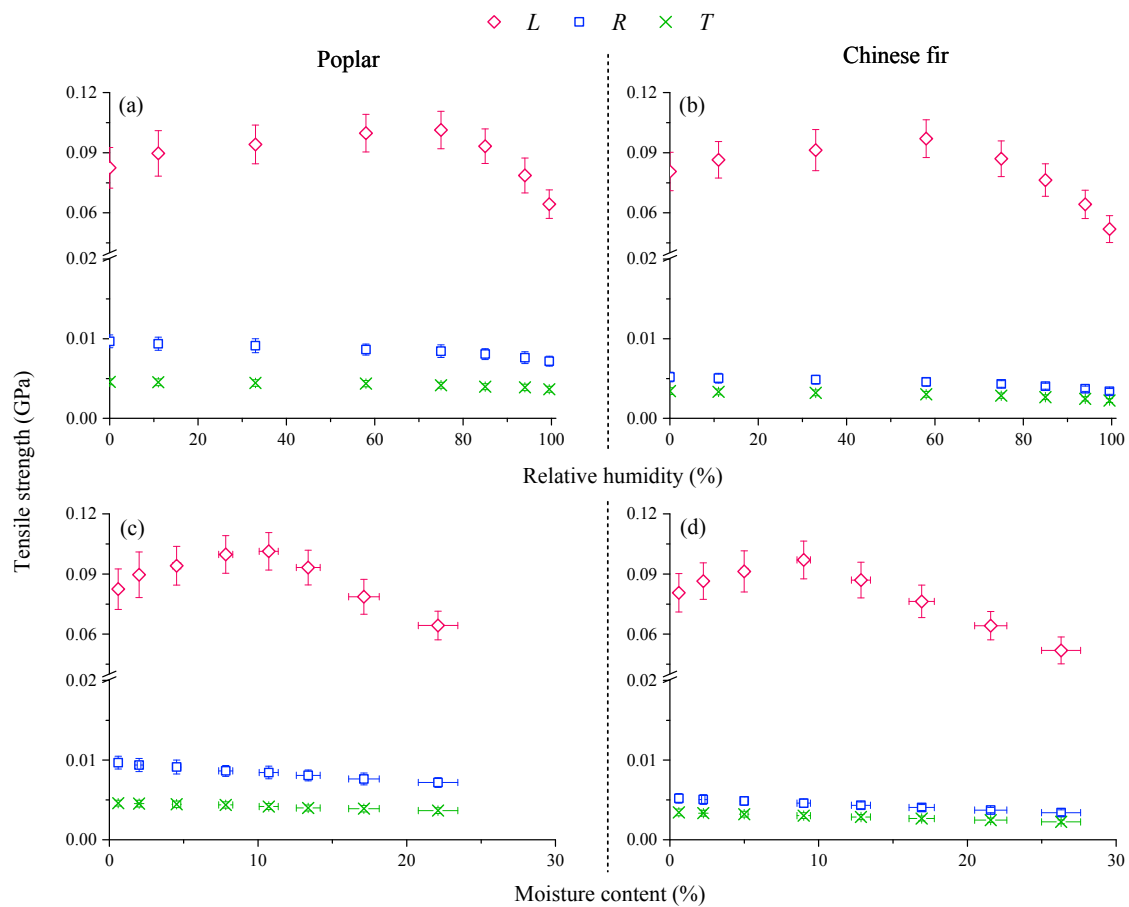 L R T
Poplar
Chinese fir
Tensile strength (GPa)
(a)
0.12
0.09
0.06
0.02
0.01
0.00
0 20 40 60 80 100
(b)
0.12
0.09
0.06
0.02
0.01
0.00
0 20 40 60 80 100
Relative humidity (%)
(c)
0.12
0.09
0.06
0.02
0.01
0.00
0 10 20 30
(d)
0.12
0.09
0.06
0.02
0.01
0.00
0 10 20 30
Moisture content (%)